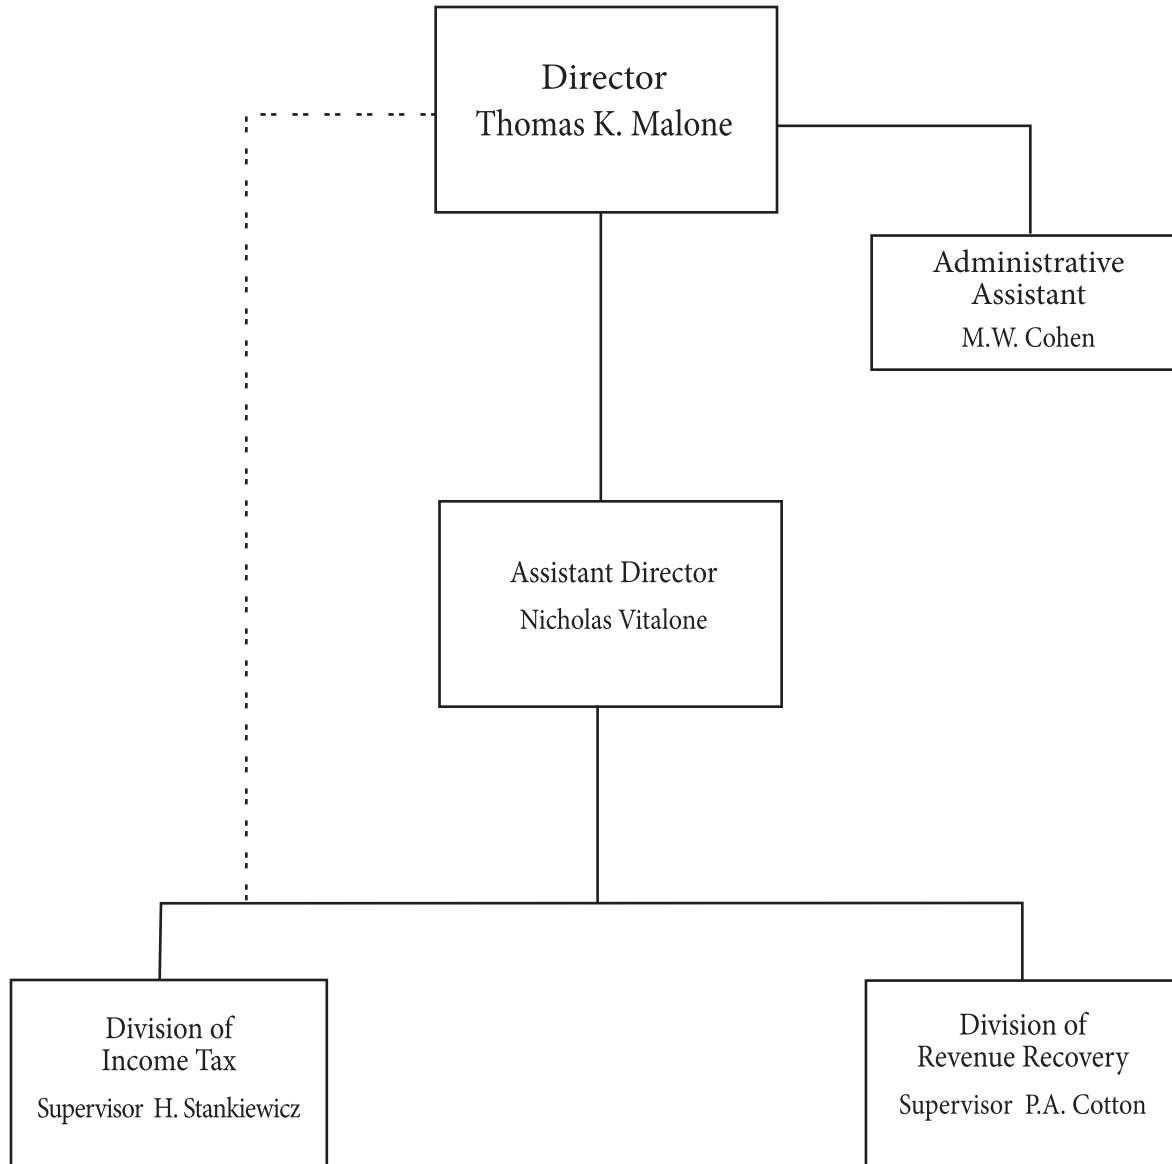 Director
Thomas K. Malone
Administrative
Assistant
M.W. Cohen
Assistant Director
Nicholas Vitalone
Division of
Income Tax
Supervisor H. Stankiewicz
Division of
Revenue Recovery
Supervisor P.A. Cotton